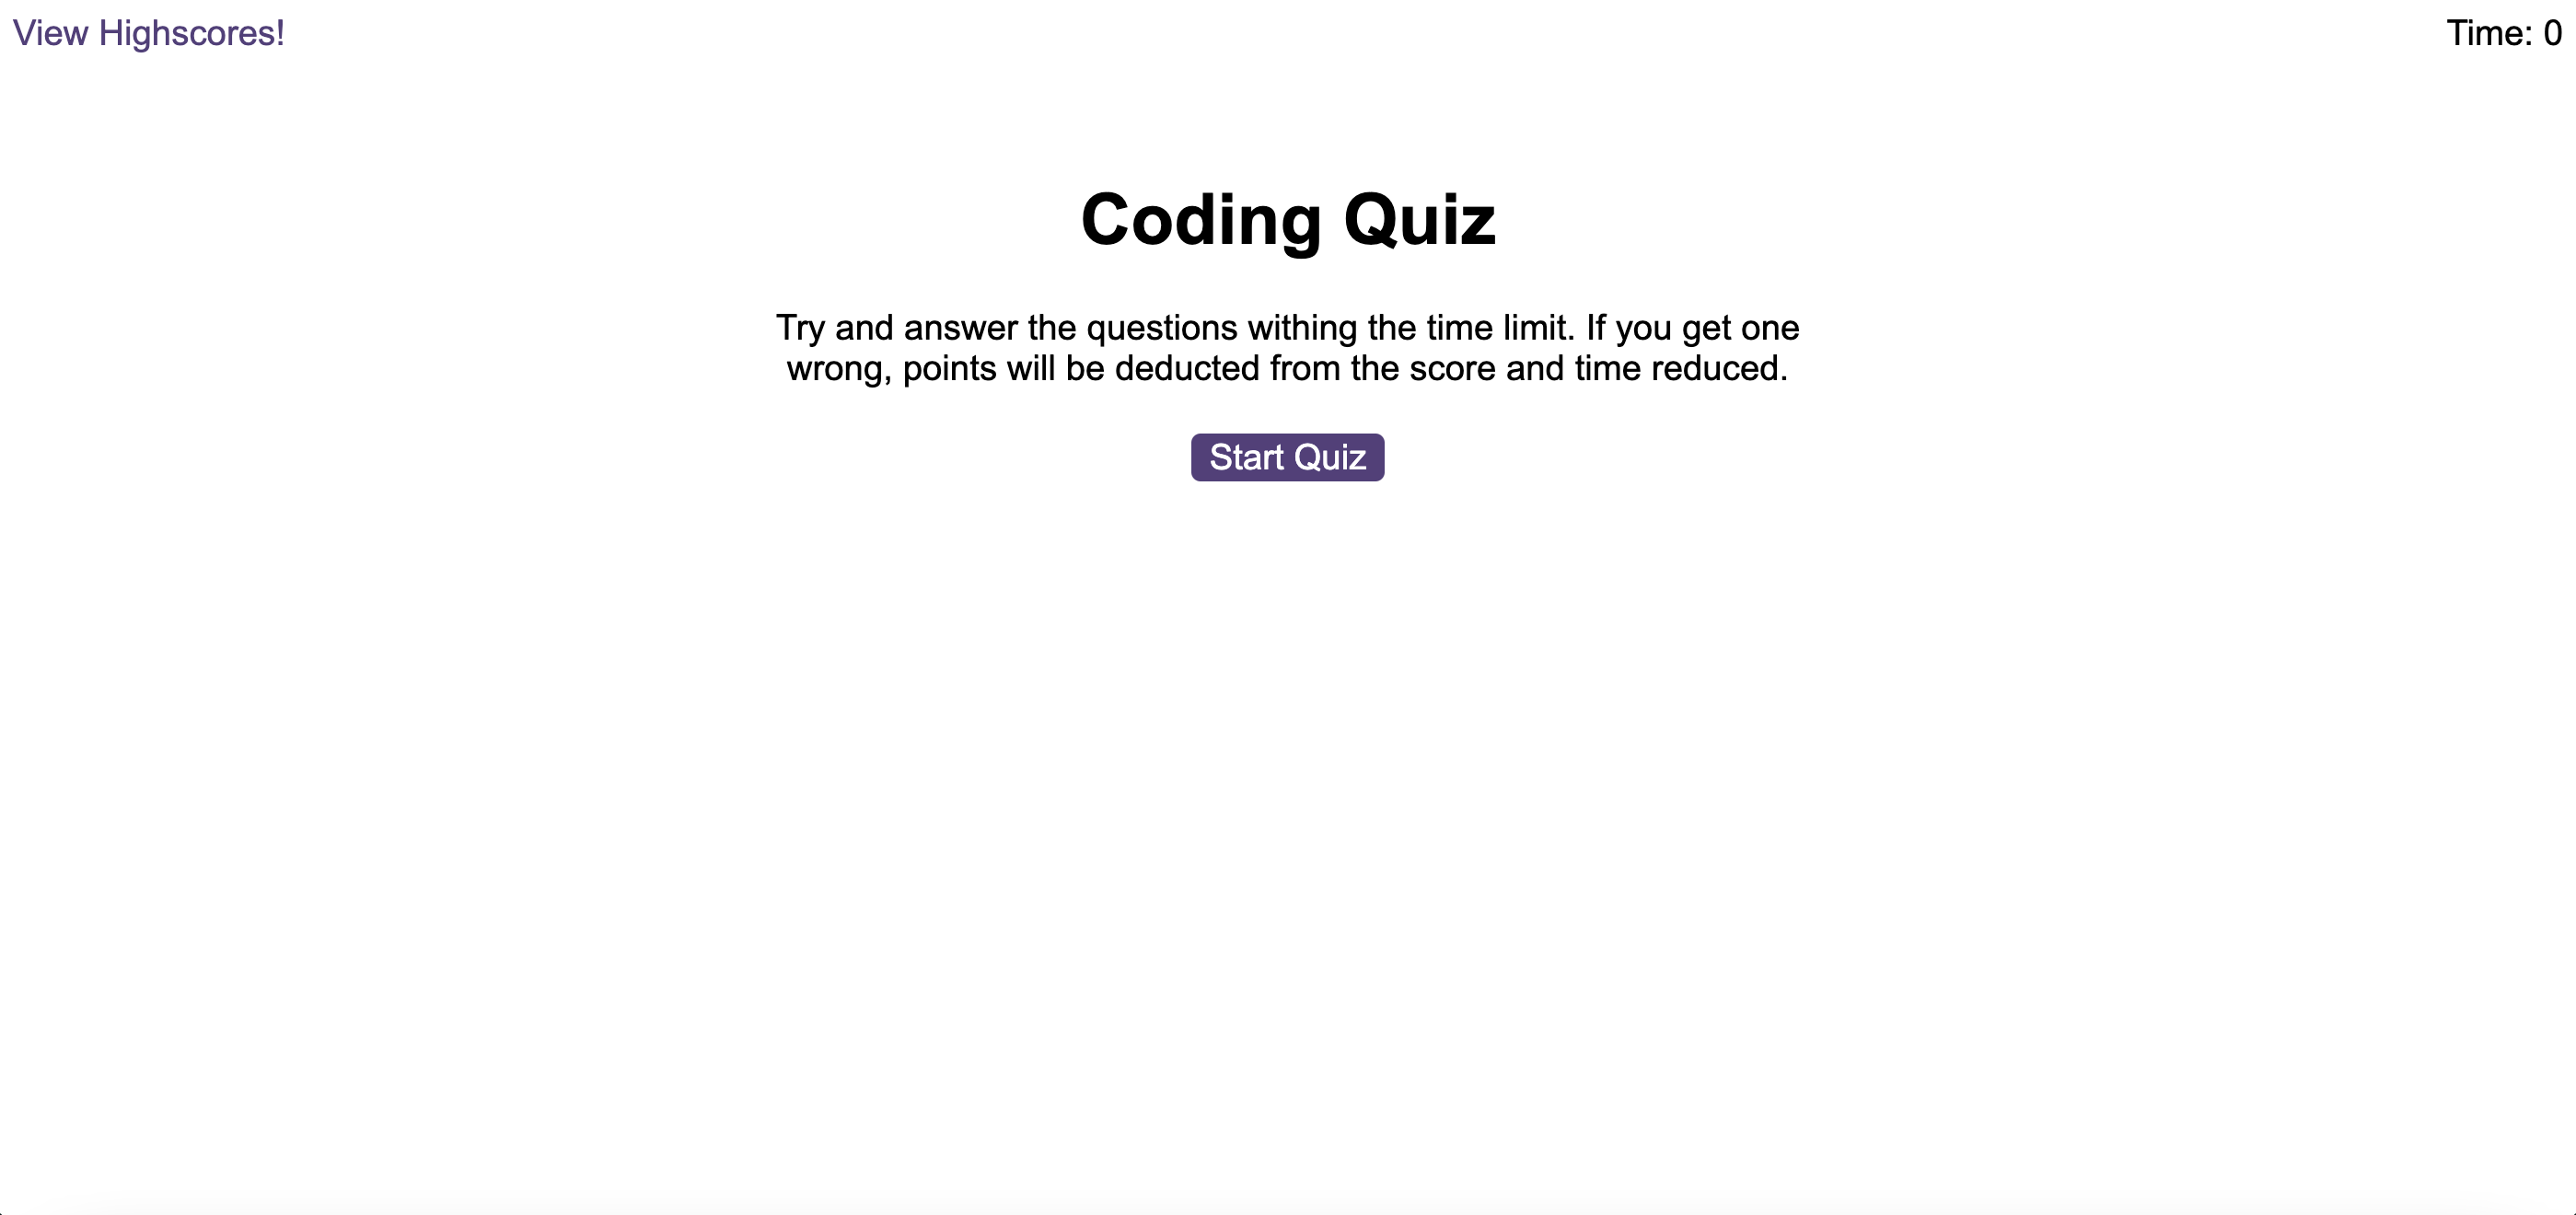 View Highscores!
Time: 0
Coding Quiz
Try and answer the questions withing the time limit. If you get one
wrong, points will be deducted from the score and time reduced.
Start Quiz